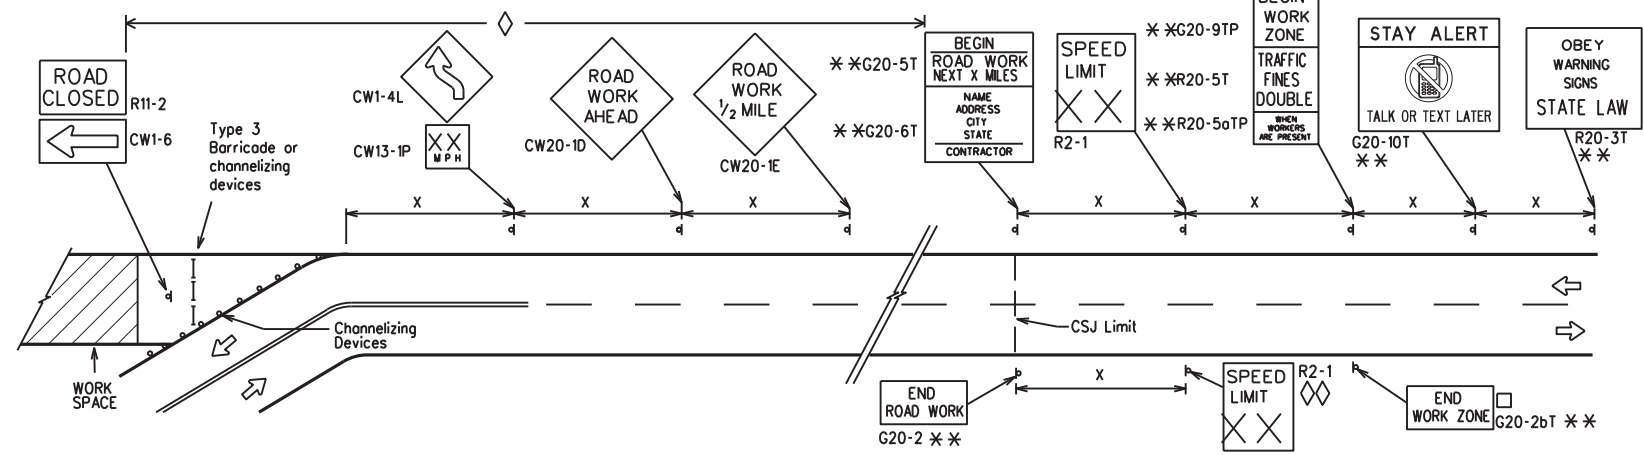 ROAD
CLOSED
R11-2
CW1-6
Type 3
Barricade or
channelizing
devices
CW1-4L
X X
M P H
CW13-1P
ROAD
WORK
AHEAD
CW20-1D
ROAD
WORK
1/2 MILE
CW20-1E
* *G20-5T
* *G20-6T
BEGIN
ROAD WORK
NEXT X MILES
NAME
ADDRESS
CITY
STATE
CONTRACTOR
SPEED
LIMIT
X X
R2-1
* *G20-9TP
* *R20-5T
* *R20-5aTP
BEGIN
WORK
ZONE
TRAFFIC
FINES
DOUBLE
WHEN
WORKERS
ARE PRESENT
STAY ALERT
TALK OR TEXT LATER
G20-10T
* *
OBEY
WARNING
SIGNS
STATE LAW
R20-3T
* *
X
X
X
X
X
X
X
Channelizing
Devices
WORK
SPACE
CSJ Limit
X
END
ROAD WORK
G20-2 * *
SPEED
LIMIT
X X
R2-1
END
WORK ZONE
G20-2bT * *